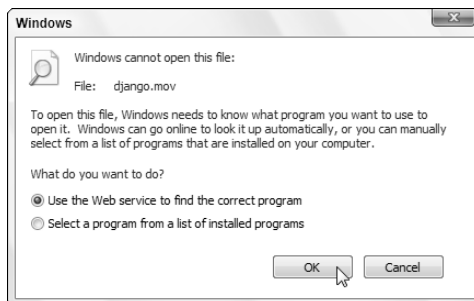 Windows
Windows cannot open this file:
File: django.mov
To open this file, Windows needs to know what program you want to use to
open it. Windows can go online to look it up automatically, or you can manually
select from a list of programs that are installed on your computer.
What do you want to do?
Use the Web service to find the correct program
Select a program from a list of installed programs
OK Cancel